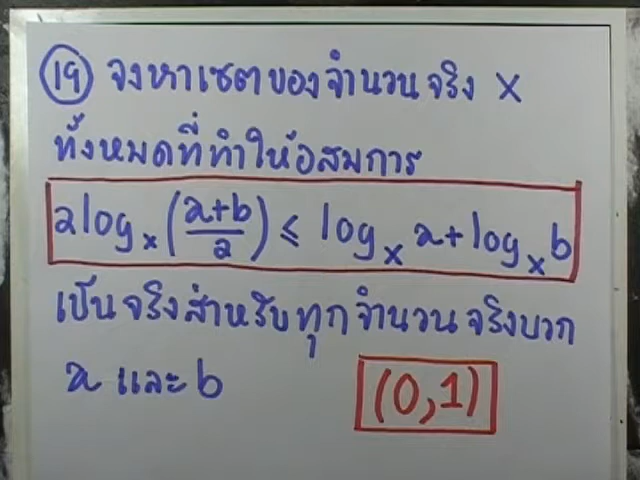 19 จงหาเซตของจำนวนจริง x
ทั้งหมดที่ทำให้อสมการ
2log_x((a+b)/2) ≤ log_x a + log_x b
เป็นจริงสำหรับทุกจำนวนจริงบวก
a และ b
(0,1)